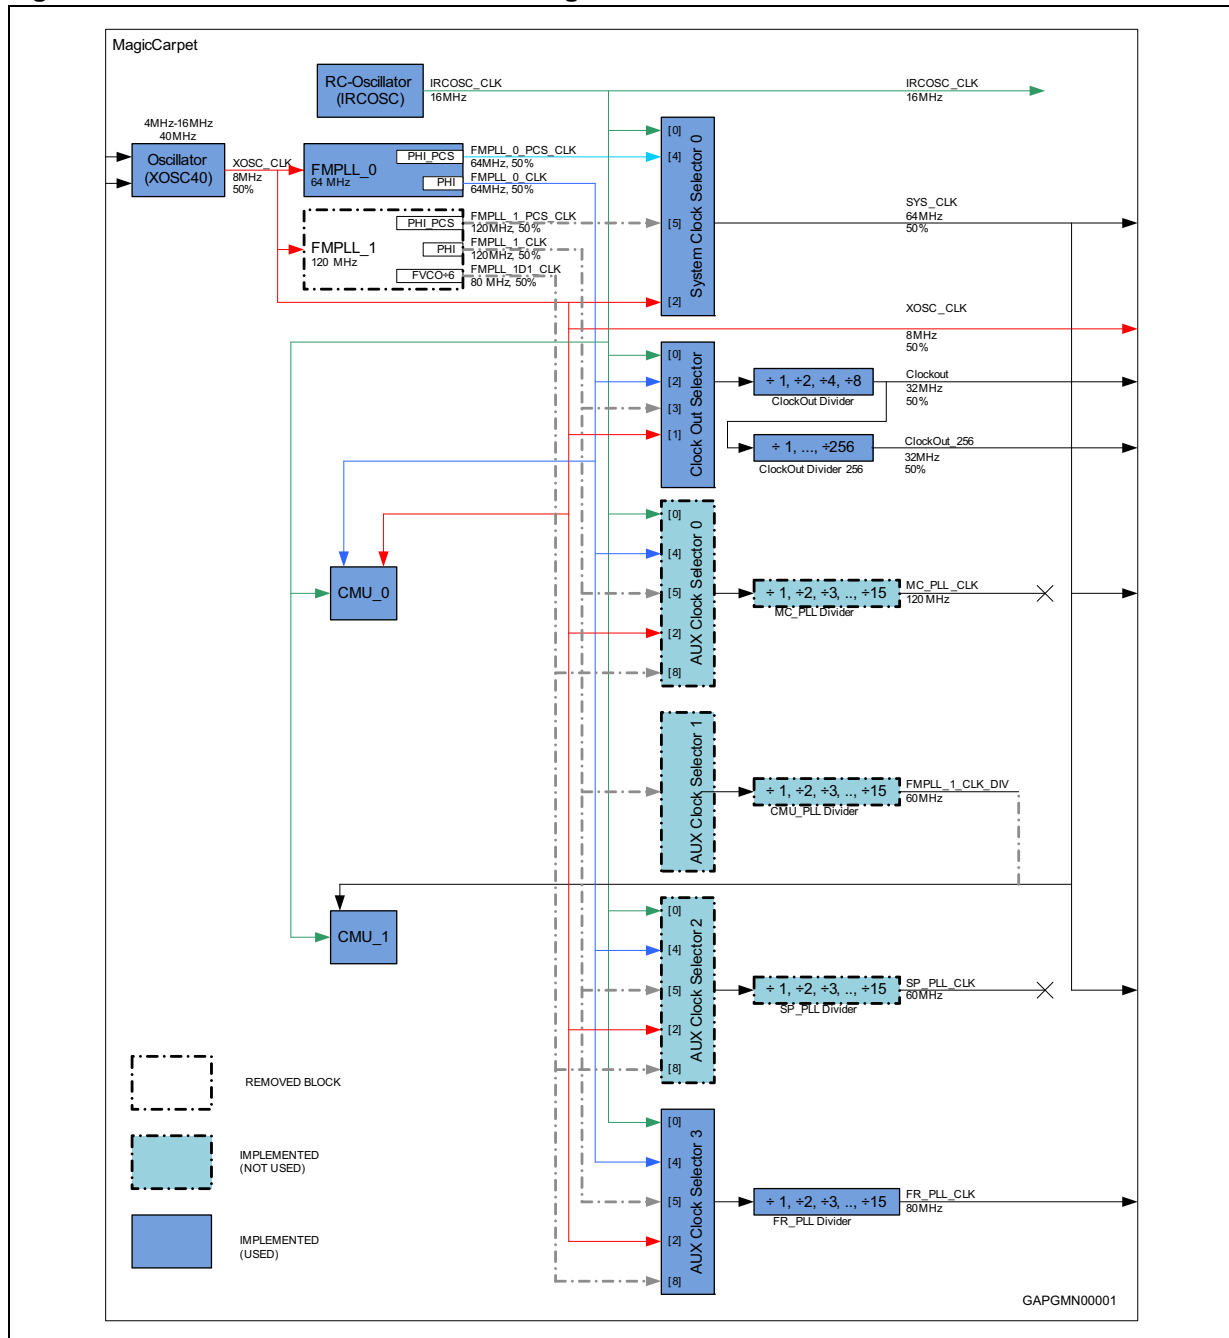 MagicCarpet
RC-Oscillator
(IRCOSC)
IRCOSC_CLK
16MHz
IRCOSC_CLK
16MHz
4MHz-16MHz
40MHz
Oscillator
(XOSC40)
XOSC_CLK
8MHz
50%
FMPLL_0
64 MHz
PHI_PCS
PHI
FMPLL_0_PCS_CLK
64MHz, 50%
FMPLL_0_CLK
64MHz, 50%
FMPLL_1
120 MHz
PHI_PCS
PHI
FVCO÷6
FMPLL_1_PCS_CLK
120MHz, 50%
FMPLL_1_CLK
120MHz, 50%
FMPLL_1D1_CLK
80 MHz, 50%
[0]
[4]
[5]
[2]
System Clock Selector 0
SYS_CLK
64MHz
50%
XOSC_CLK
8MHz
50%
[0]
[2]
[3]
[1]
Clock Out Selector
÷ 1, ÷2, ÷4, ÷8
ClockOut Divider
Clockout
32MHz
50%
÷ 1, ..., ÷256
ClockOut Divider 256
ClockOut_256
32MHz
50%
CMU_0
[0]
[4]
[5]
[2]
[8]
AUX Clock Selector 0
÷ 1, ÷2, ÷3, .., ÷15
MC_PLL Divider
MC_PLL_CLK
120MHz
AUX Clock Selector 1
÷ 1, ÷2, ÷3, .., ÷15
CMU_PLL Divider
FMPLL_1_CLK_DIV
60MHz
CMU_1
[0]
[4]
[5]
[2]
[8]
AUX Clock Selector 2
÷ 1, ÷2, ÷3, .., ÷15
SP_PLL Divider
SP_PLL_CLK
60MHz
REMOVED BLOCK
IMPLEMENTED
(NOT USED)
IMPLEMENTED
(USED)
[0]
[4]
[5]
[2]
[8]
AUX Clock Selector 3
÷ 1, ÷2, ÷3, .., ÷15
FR_PLL Divider
FR_PLL_CLK
80MHz
GAPGMN00001